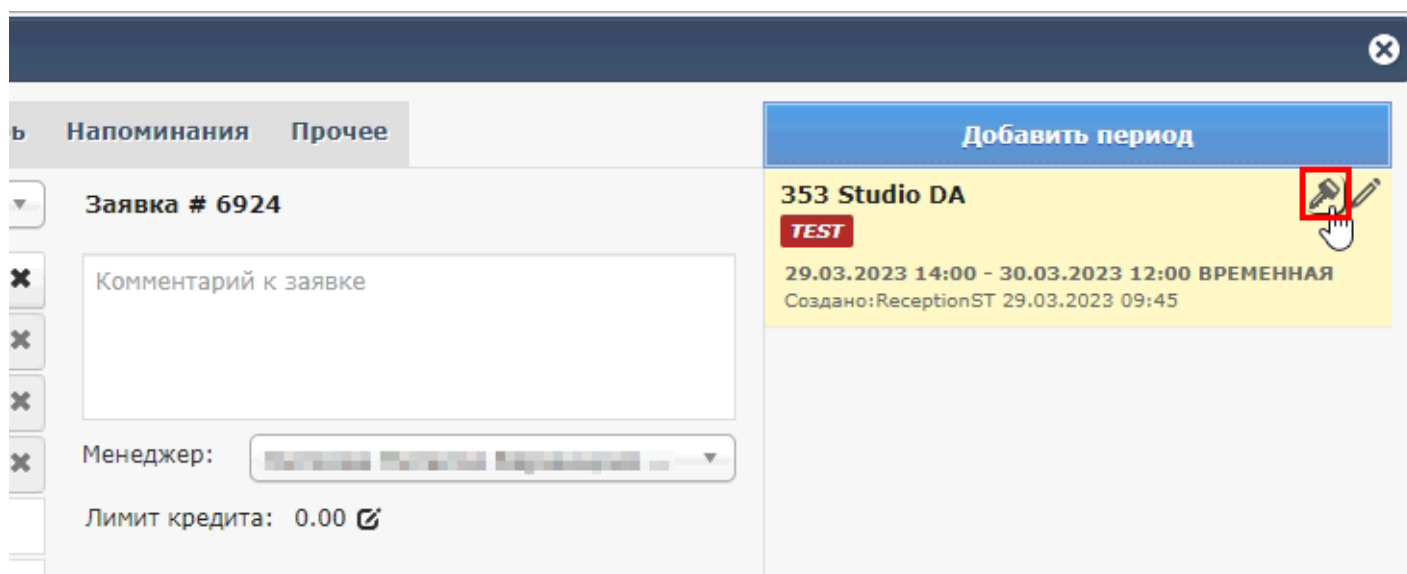 ь Напоминания Прочее
Добавить период
Заявка # 6924
353 Studio DA
TEST
Комментарий к заявке
29.03.2023 14:00 - 30.03.2023 12:00 ВРЕМЕННАЯ
Создано:ReceptionST 29.03.2023 09:45
Менеджер:
Лимит кредита: 0.00